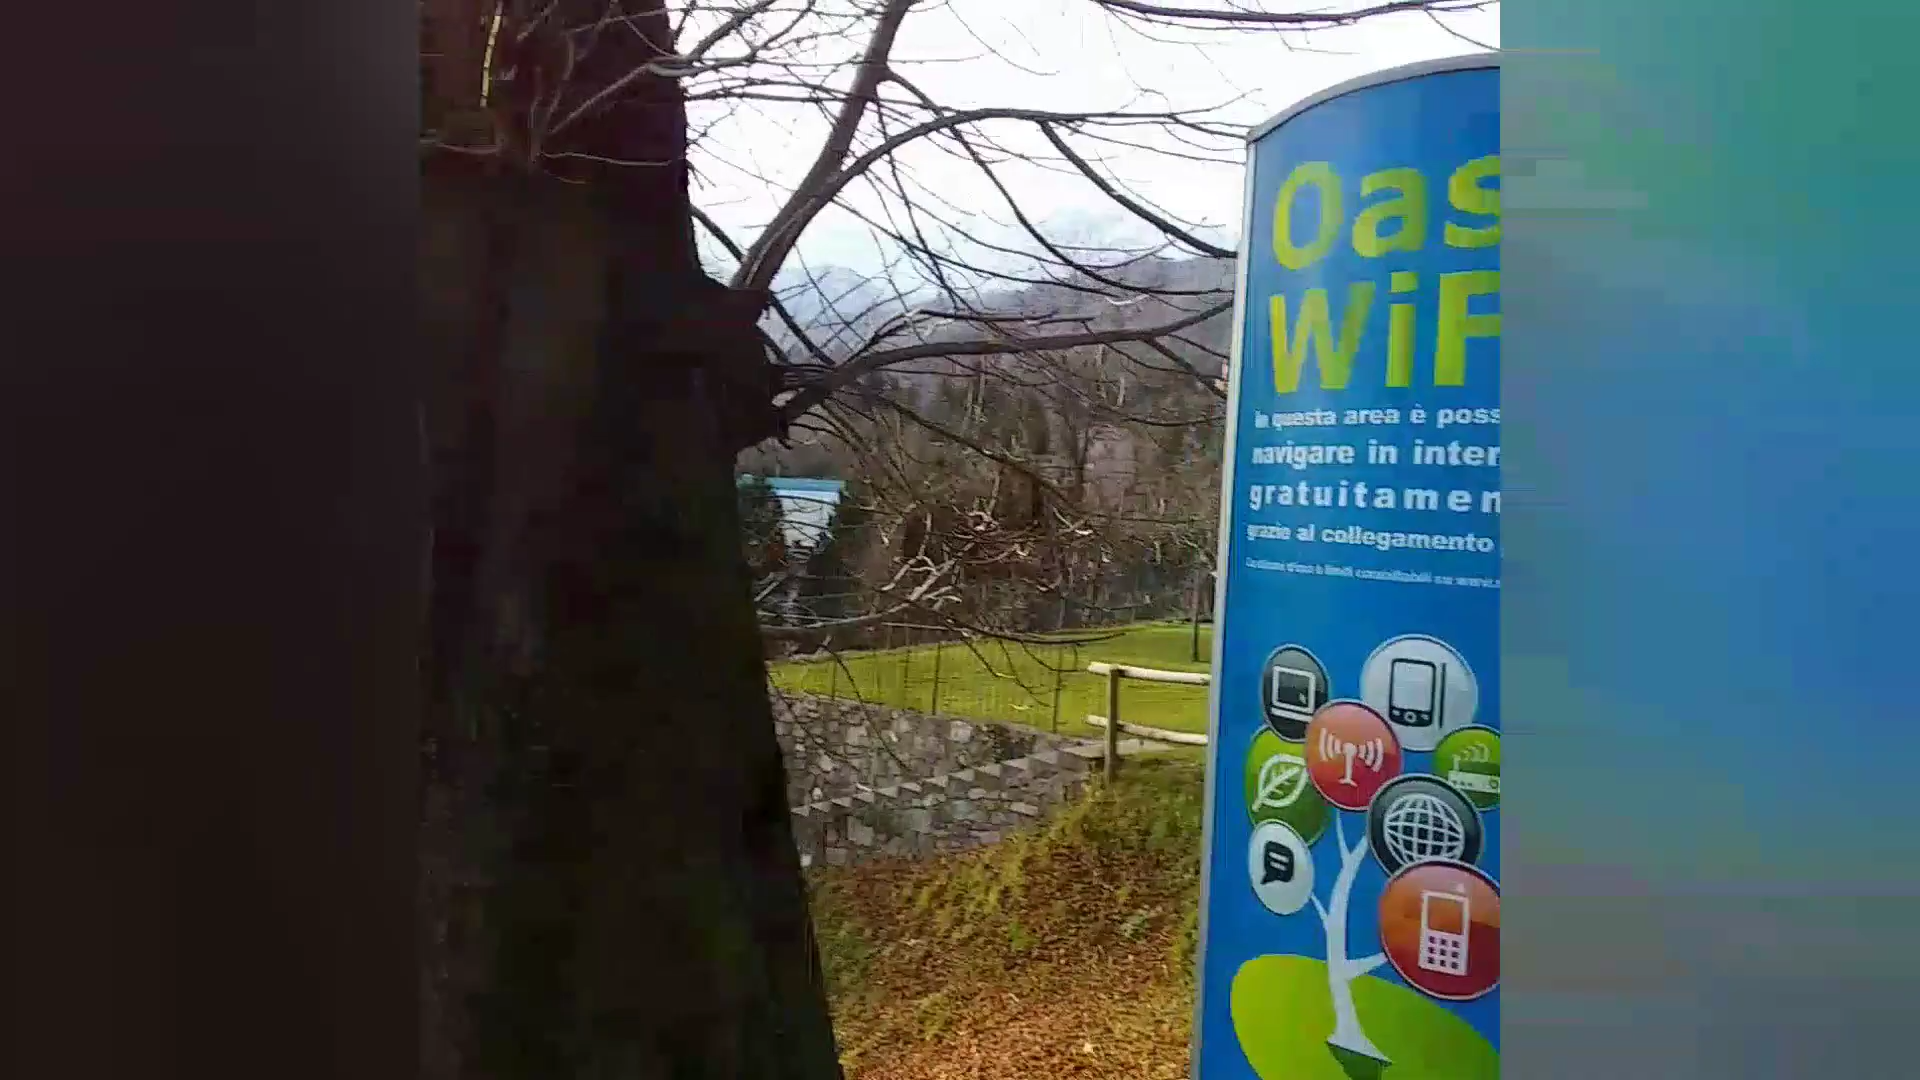 Oas
WiF
in questa area è poss
navigare in inter
gratuitamen
grazie al collegamento